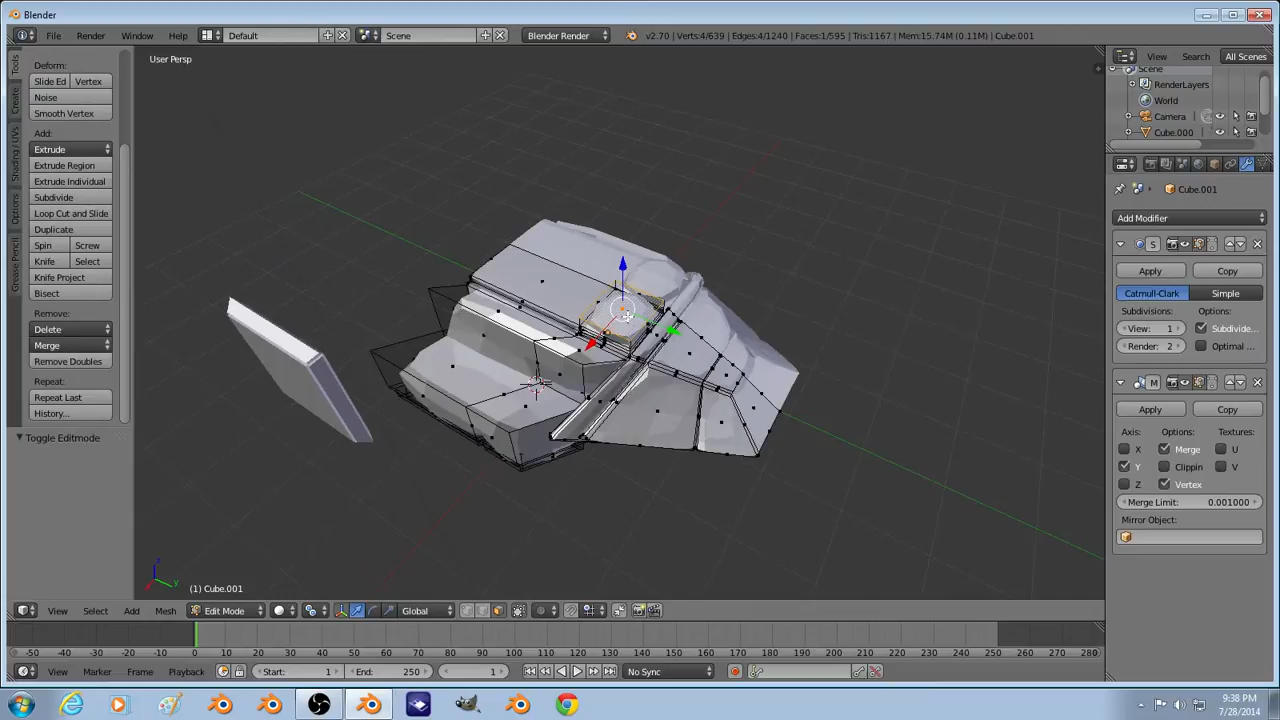 Blender
File Render Window Help Default Scene Blender Render v2.70 | Verts:4/639 | Edges:4/1240 | Faces:1/595 | Tris:1167 | Mem:15.74M (0.11M) | Cube.001
View Search All Scenes
Scene
RenderLayers
World
Camera
Cube.000
Tools
Create
Shading / UVs
Options
Grease Pencil
Deform:
Slide Ed Vertex
Noise
Smooth Vertex
Add:
Extrude
Extrude Region
Extrude Individual
Subdivide
Loop Cut and Slide
Duplicate
Spin Screw
Knife Select
Knife Project
Bisect
Remove:
Delete
Merge
Remove Doubles
Repeat:
Repeat Last
History...
Toggle Editmode
User Persp
z
y
(1) Cube.001
Cube.001
Add Modifier
S
Apply Copy
Catmull-Clark Simple
Subdivisions: Options:
View: 1 Subdivide...
Render: 2 Optimal ...
M
Apply Copy
Axis: Options: Textures:
X Merge U
Y Clippin V
Z Vertex
Merge Limit: 0.001000
Mirror Object:
View Select Add Mesh Edit Mode Global
-50 -40 -30 -20 -10 0 10 20 30 40 50 60 70 80 90 100 110 120 130 140 150 160 170 180 190 200 210 220 230 240 250 260 270 280
View Marker Frame Playback Start: 1 End: 250 1 No Sync
9:38 PM
7/28/2014